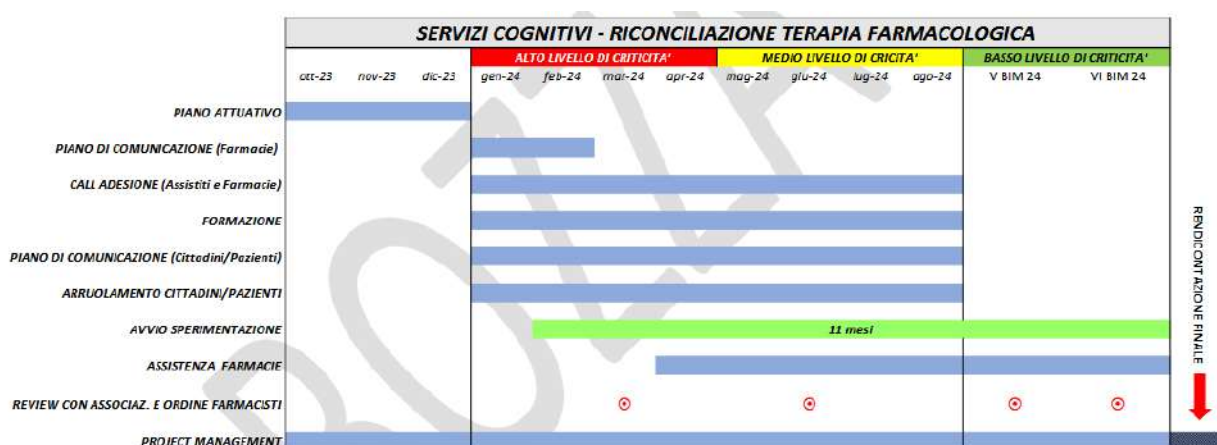 SERVIZI COGNITIVI - RICONCILIAZIONE TERAPIA FARMACOLOGICA
ALTO LIVELLO DI CRITICITA' MEDIO LIVELLO DI CRICITA' BASSO LIVELLO DI CRITICITA'
ott-23 nov-23 dic-23 gen-24 feb-24 mar-24 apr-24 mag-24 giu-24 lug-24 ago-24 V BIM 24 VI BIM 24
PIANO ATTUATIVO
PIANO DI COMUNICAZIONE (Farmacie)
CALL ADESIONE (Assistiti e Farmacie)
FORMAZIONE
PIANO DI COMUNICAZIONE (Cittadini/Pazienti)
ARRUOLAMENTO CITTADINI/PAZIENTI
AVVIO SPERIMENTAZIONE 11 mesi
ASSISTENZA FARMACIE
REVIEW CON ASSOCIAZ. E ORDINE FARMACISTI
PROJECT MANAGEMENT
RENDICONTAZIONE FINALE
BOZZA